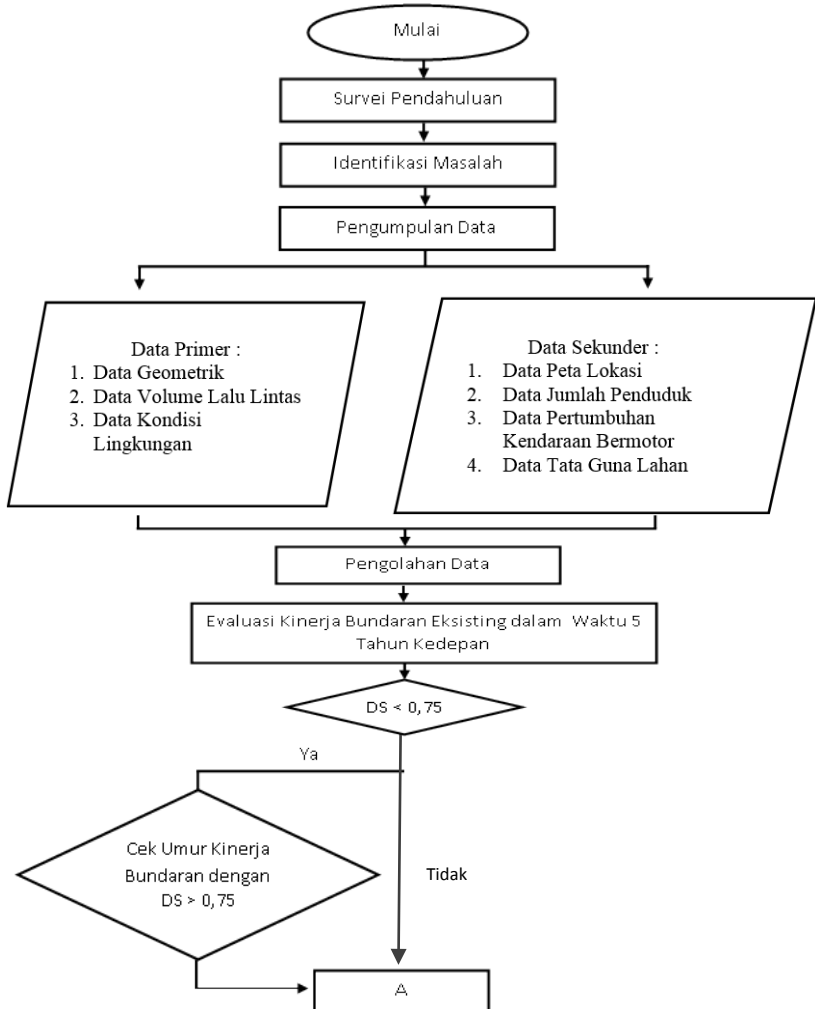 Mulai
Survei Pendahuluan
Identifikasi Masalah
Pengumpulan Data
Data Primer :
1. Data Geometrik
2. Data Volume Lalu Lintas
3. Data Kondisi
Lingkungan
Data Sekunder :
1. Data Peta Lokasi
2. Data Jumlah Penduduk
3. Data Pertumbuhan
Kendaraan Bermotor
4. Data Tata Guna Lahan
Pengolahan Data
Evaluasi Kinerja Bundaran Eksisting dalam Waktu 5
Tahun Kedepan
DS < 0,75
Ya
Cek Umur Kinerja
Bundaran dengan
DS > 0,75
Tidak
A